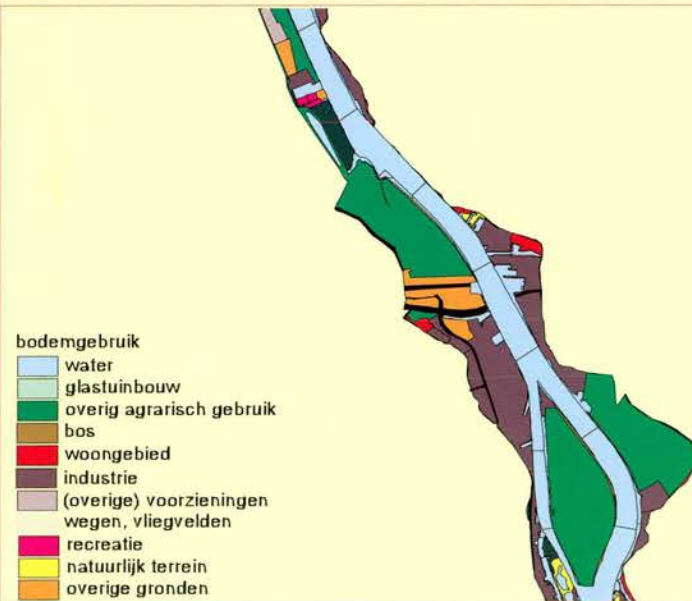 bodemgebruik
water
glastuinbouw
overig agrarisch gebruik
bos
woongebied
industrie
(overige) voorzieningen
wegen, vliegvelden
recreatie
natuurlijk terrein
overige gronden